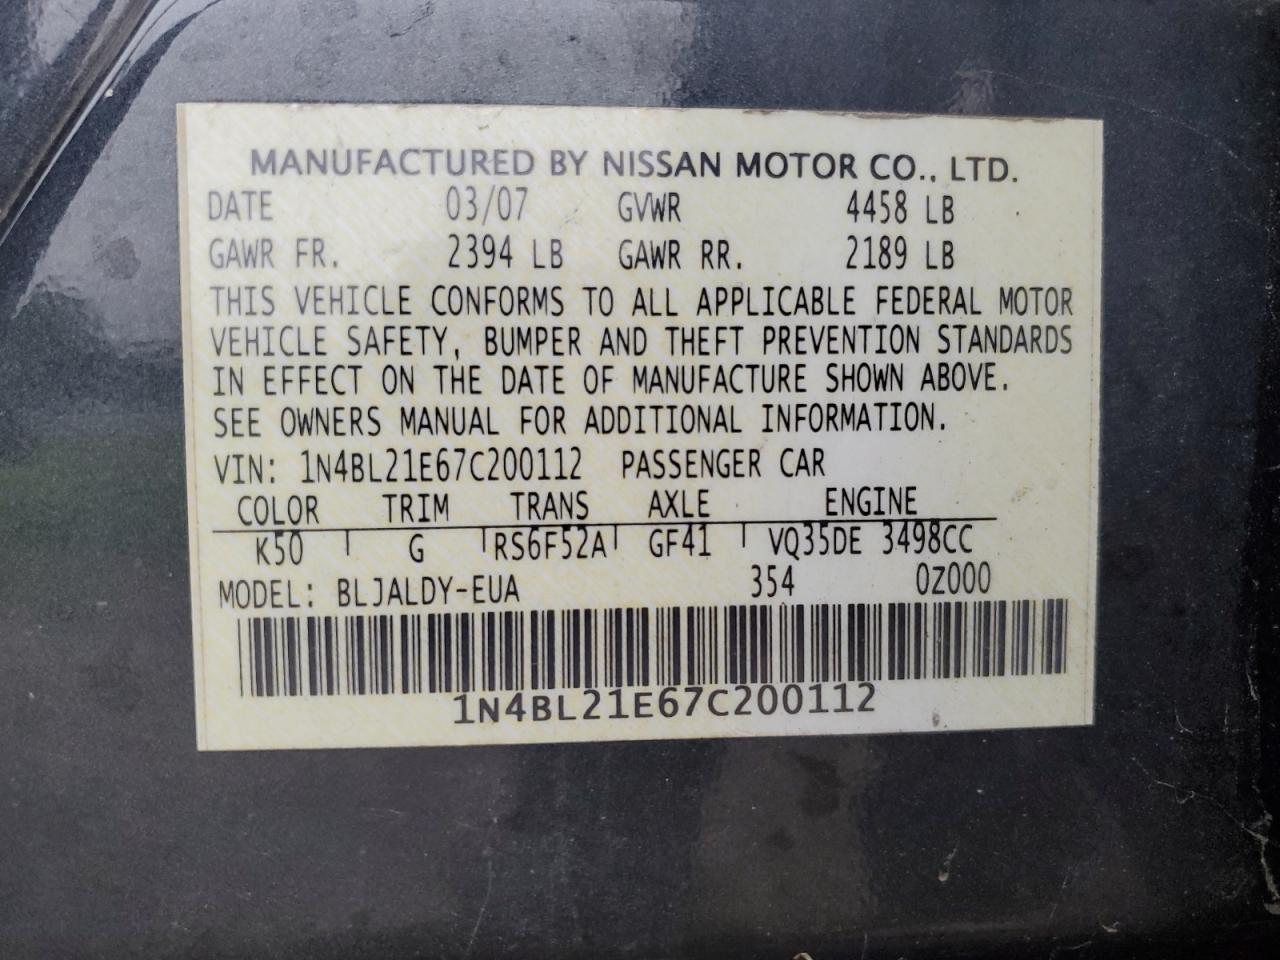 MANUFACTURED BY NISSAN MOTOR CO., LTD.
DATE 03/07 GVWR 4458 LB
GAWR FR. 2394 LB GAWR RR. 2189 LB
THIS VEHICLE CONFORMS TO ALL APPLICABLE FEDERAL MOTOR
VEHICLE SAFETY, BUMPER AND THEFT PREVENTION STANDARDS
IN EFFECT ON THE DATE OF MANUFACTURE SHOWN ABOVE.
SEE OWNERS MANUAL FOR ADDITIONAL INFORMATION.
VIN: 1N4BL21E67C200112 PASSENGER CAR
COLOR TRIM TRANS AXLE ENGINE
K50 G RS6F52A GF41 VQ35DE 3498CC
MODEL: BLJALDY-EUA 354 0Z000
1N4BL21E67C200112